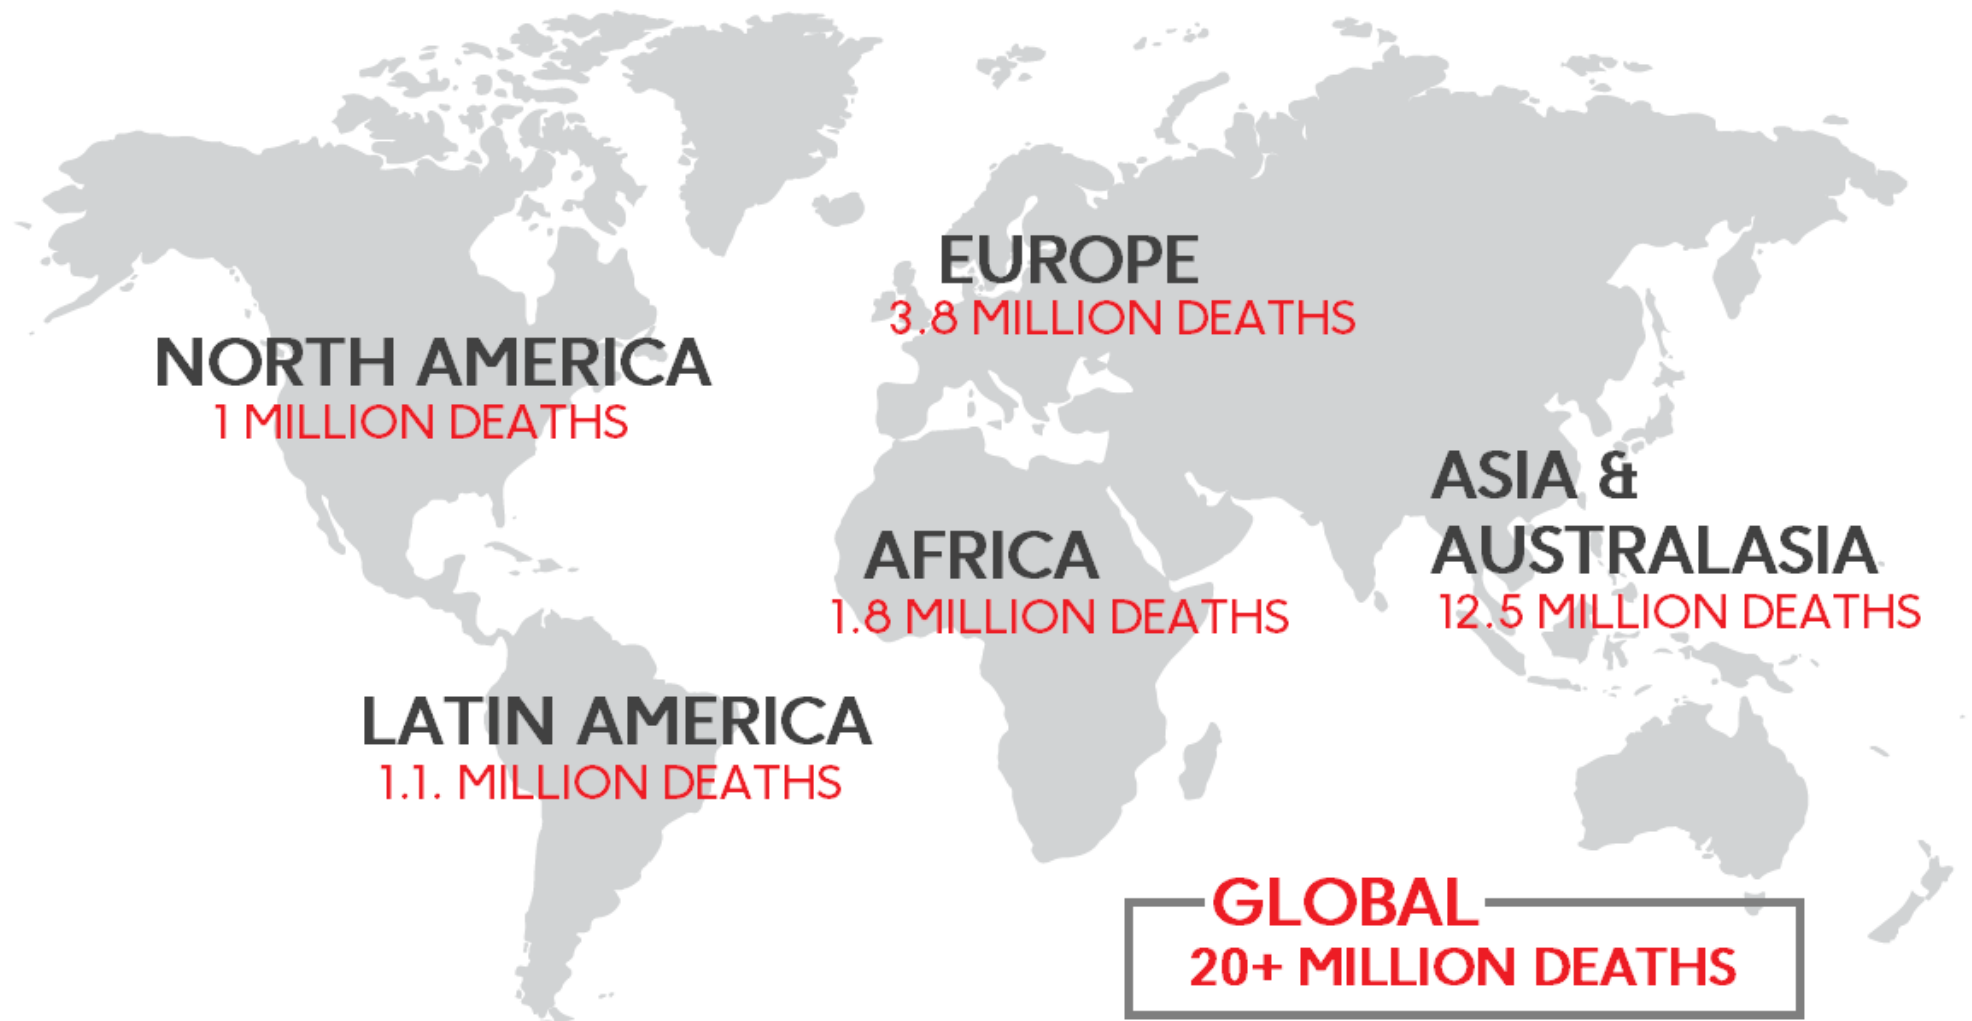 EUROPE
3.8 MILLION DEATHS
NORTH AMERICA
1 MILLION DEATHS
ASIA &
AUSTRALASIA
12.5 MILLION DEATHS
AFRICA
1.8 MILLION DEATHS
LATIN AMERICA
1.1. MILLION DEATHS
GLOBAL
20+ MILLION DEATHS